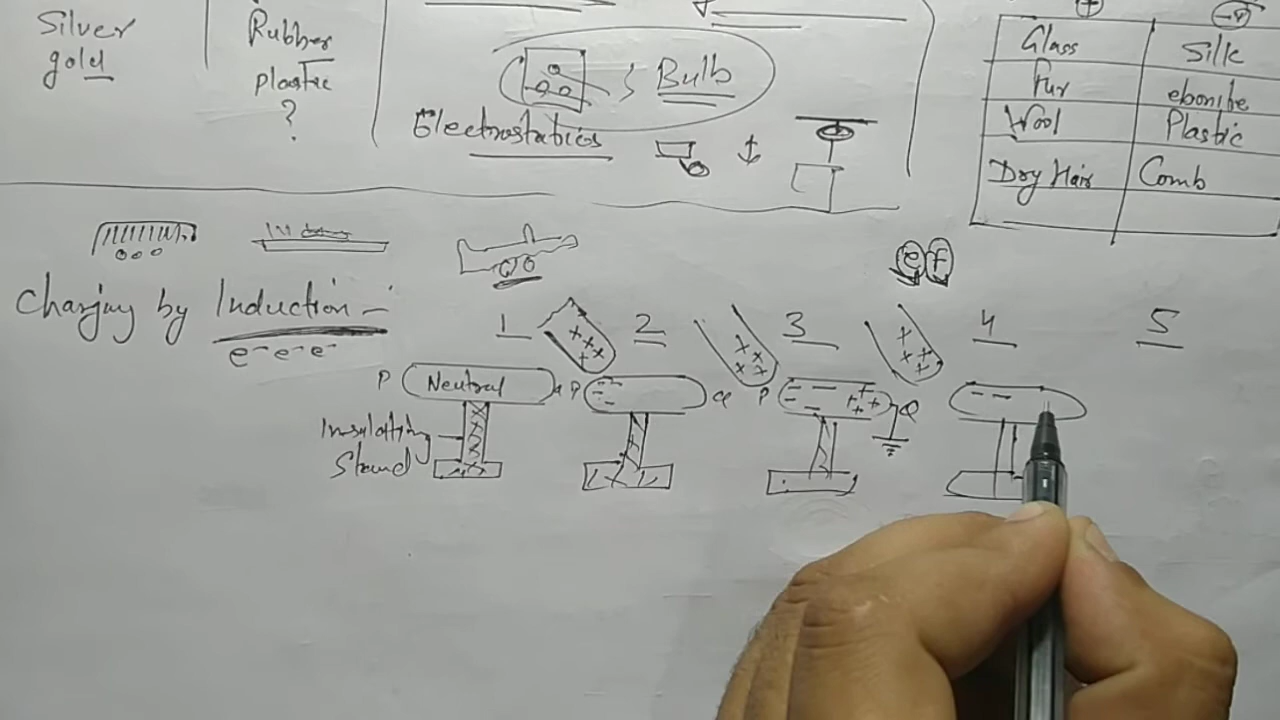 Silver
gold
Rubber
Plastic
?
Bulb
Electrostatics
+
Glass Silk
Fur ebonite
Wool Plastic
Dry Hair Comb
Charging by Induction -
e- e- e-
e f
1 2 3 4 5
P Neutral
P Q
P Q
Insulating
Stand